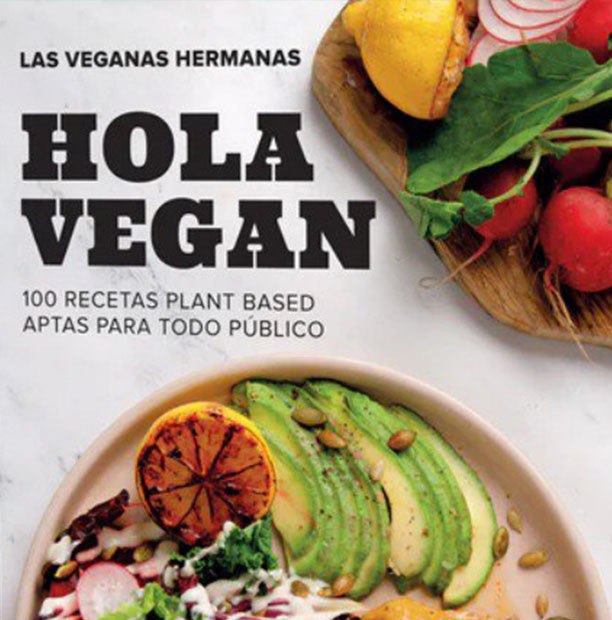 LAS VEGANAS HERMANAS
HOLA
VEGAN
100 RECETAS PLANT BASED
APTAS PARA TODO PÚBLICO